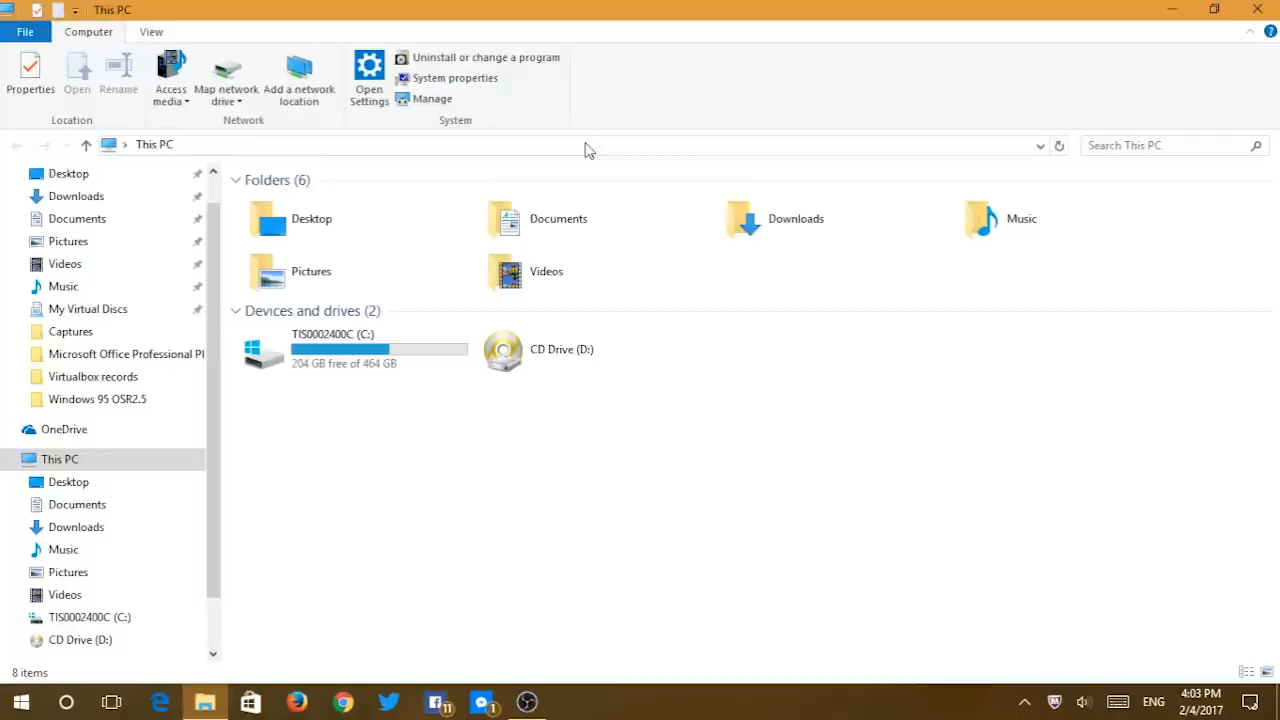 This PC
File
Computer
View
Properties
Open
Rename
Access media
Map network drive
Add a network location
Open Settings
Uninstall or change a program
System properties
Manage
Location
Network
System
This PC
Search This PC
Desktop
Downloads
Documents
Pictures
Videos
Music
My Virtual Discs
Captures
Microsoft Office Professional Pl
Virtualbox records
Windows 95 OSR2.5
OneDrive
This PC
Desktop
Documents
Downloads
Music
Pictures
Videos
TIS0002400C (C:)
CD Drive (D:)
Folders (6)
Desktop
Documents
Downloads
Music
Pictures
Videos
Devices and drives (2)
TIS0002400C (C:)
204 GB free of 464 GB
CD Drive (D:)
8 items
11
1
ENG
4:03 PM
2/4/2017